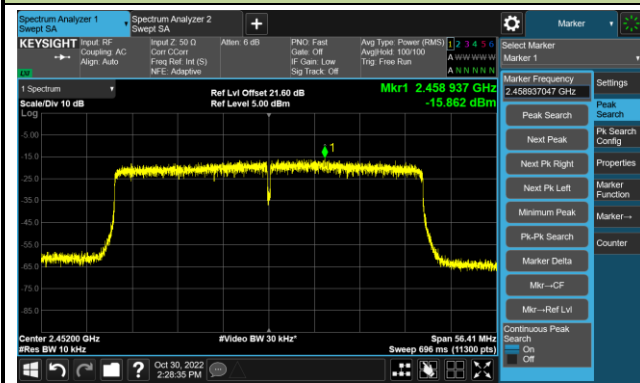 Spectrum Analyzer 1
Swept SA
Spectrum Analyzer 2
Swept SA
+
Marker
KEYSIGHT
Input: RF
Coupling: AC
Align: Auto
Input Z: 50 Ω
Corr CCorr
Freq Ref: Int (S)
NFE: Adaptive
Atten: 6 dB
PNO: Fast
Gate: Off
IF Gain: Low
Sig Track: Off
Avg Type: Power (RMS)
Avg|Hold: 100/100
Trig: Free Run
1 2 3 4 5 6
A W W W W W
A N N N N N
Select Marker
Marker 1
LXI
1 Spectrum
Scale/Div 10 dB
Log
Ref Lvl Offset 21.60 dB
Ref Level 5.00 dBm
Mkr1 2.458 937 GHz
-15.862 dBm
-5.00
-15.0
-25.0
-35.0
-45.0
-55.0
-65.0
-75.0
-85.0
1
Center 2.45200 GHz
#Res BW 10 kHz
#Video BW 30 kHz*
Span 56.41 MHz
Sweep 696 ms (11300 pts)
Marker Frequency
2.458937047 GHz
Peak Search
Next Peak
Next Pk Right
Next Pk Left
Minimum Peak
Pk-Pk Search
Marker Delta
Mkr→CF
Mkr→Ref Lvl
Continuous Peak
Search
On
Off
Settings
Peak
Search
Pk Search
Config
Properties
Marker
Function
Marker→
Counter
?
Oct 30, 2022
2:28:35 PM